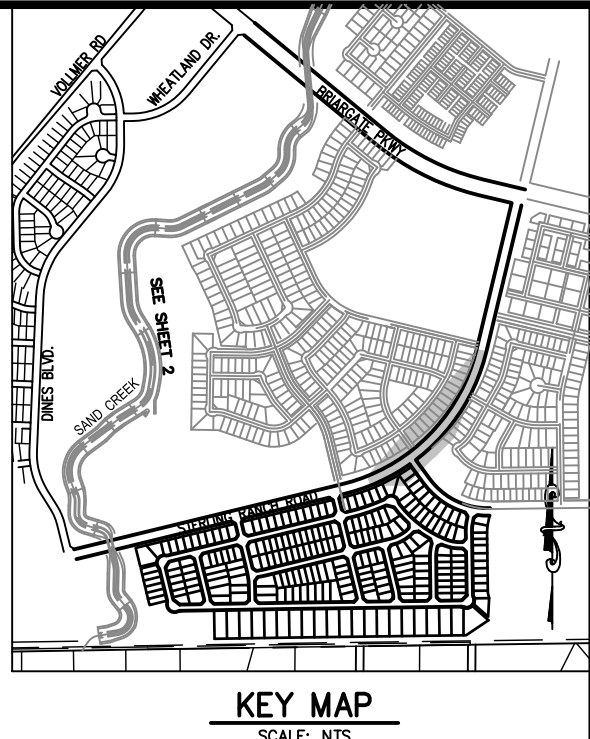 VOLLMER RD
WHEATLAND DR.
BRIARGATE PKWY
SEE SHEET 2
DINES BLVD.
SAND CREEK
STERLING RANCH ROAD
KEY MAP
SCALE: NTS